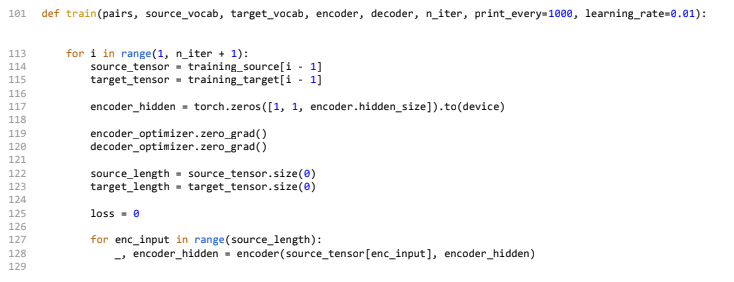 101 def train(pairs, source_vocab, target_vocab, encoder, decoder, n_iter, print_every=1000, learning_rate=0.01):
113     for i in range(1, n_iter + 1):
114         source_tensor = training_source[i - 1]
115         target_tensor = training_target[i - 1]
116
117         encoder_hidden = torch.zeros([1, 1, encoder.hidden_size]).to(device)
118
119         encoder_optimizer.zero_grad()
120         decoder_optimizer.zero_grad()
121
122         source_length = source_tensor.size(0)
123         target_length = target_tensor.size(0)
124
125         loss = 0
126
127         for enc_input in range(source_length):
128             _, encoder_hidden = encoder(source_tensor[enc_input], encoder_hidden)
129